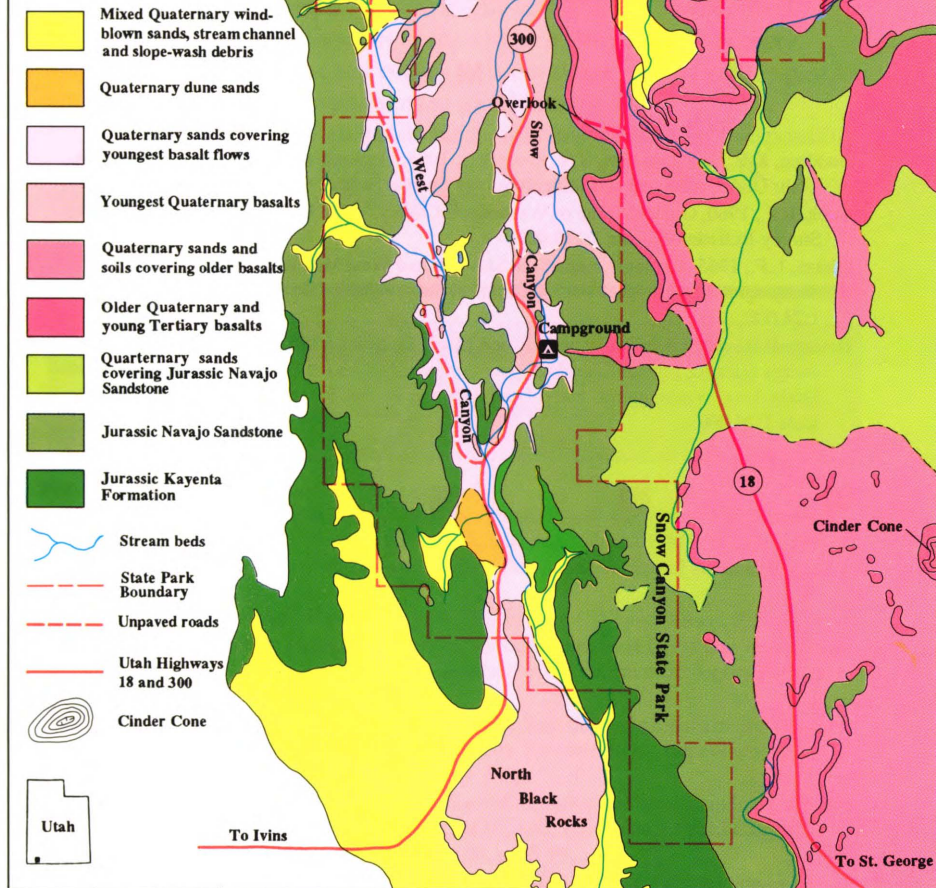 Mixed Quaternary wind-
blown sands, stream channel
and slope-wash debris
Quaternary dune sands
Quaternary sands covering
youngest basalt flows
Youngest Quaternary basalts
Quaternary sands and
soils covering older basalts
Older Quaternary and
young Tertiary basalts
Quarternary sands
covering Jurassic Navajo
Sandstone
Jurassic Navajo Sandstone
Jurassic Kayenta
Formation
Stream beds
State Park
Boundary
Unpaved roads
Utah Highways
18 and 300
Cinder Cone
Utah
300
Overlook
Snow
Canyon
West
Canyon
Campground
18
Cinder Cone
Snow Canyon State Park
North
Black
Rocks
To Ivins
To St. George